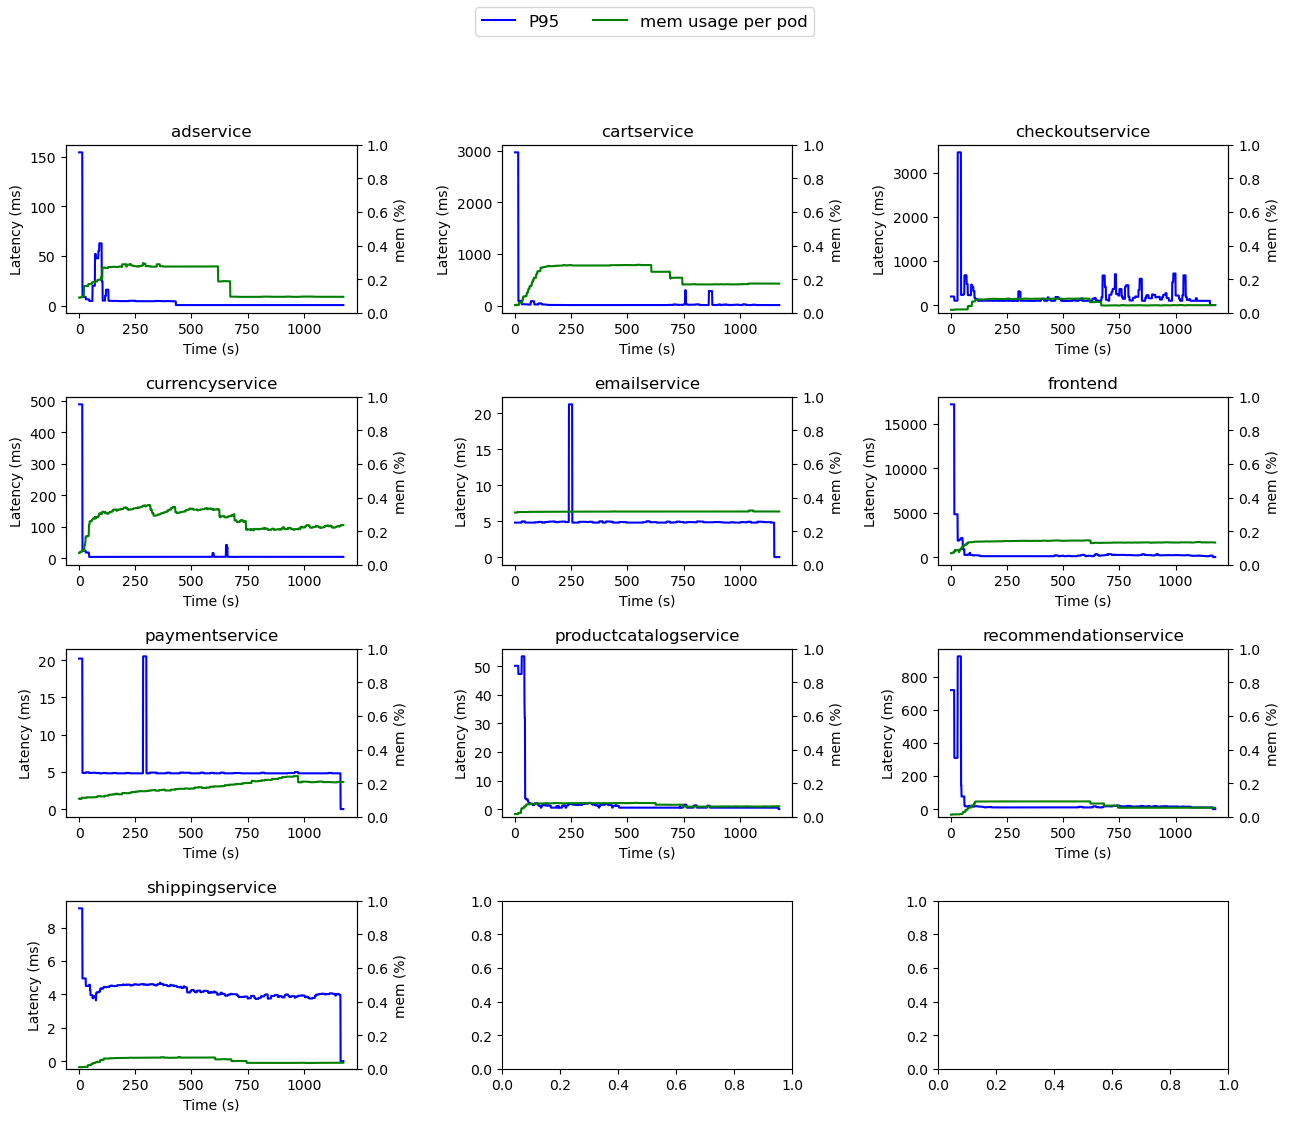 P95 mem usage per pod
adservice
Latency (ms)
150
100
50
0
1.0
0.8
0.6
0.4
0.2
0.0
mem (%)
0 250 500 750 1000
Time (s)
cartservice
Latency (ms)
3000
2000
1000
0
1.0
0.8
0.6
0.4
0.2
0.0
mem (%)
0 250 500 750 1000
Time (s)
checkoutservice
Latency (ms)
3000
2000
1000
0
1.0
0.8
0.6
0.4
0.2
0.0
mem (%)
0 250 500 750 1000
Time (s)
currencyservice
Latency (ms)
500
400
300
200
100
0
1.0
0.8
0.6
0.4
0.2
0.0
mem (%)
0 250 500 750 1000
Time (s)
emailservice
Latency (ms)
20
15
10
5
0
1.0
0.8
0.6
0.4
0.2
0.0
mem (%)
0 250 500 750 1000
Time (s)
frontend
Latency (ms)
15000
10000
5000
0
1.0
0.8
0.6
0.4
0.2
0.0
mem (%)
0 250 500 750 1000
Time (s)
paymentservice
Latency (ms)
20
15
10
5
0
1.0
0.8
0.6
0.4
0.2
0.0
mem (%)
0 250 500 750 1000
Time (s)
productcatalogservice
Latency (ms)
50
40
30
20
10
0
1.0
0.8
0.6
0.4
0.2
0.0
mem (%)
0 250 500 750 1000
Time (s)
recommendationservice
Latency (ms)
800
600
400
200
0
1.0
0.8
0.6
0.4
0.2
0.0
mem (%)
0 250 500 750 1000
Time (s)
shippingservice
Latency (ms)
8
6
4
2
0
1.0
0.8
0.6
0.4
0.2
0.0
mem (%)
0 250 500 750 1000
Time (s)
1.0
0.8
0.6
0.4
0.2
0.0
0.0 0.2 0.4 0.6 0.8 1.0
1.0
0.8
0.6
0.4
0.2
0.0
0.0 0.2 0.4 0.6 0.8 1.0